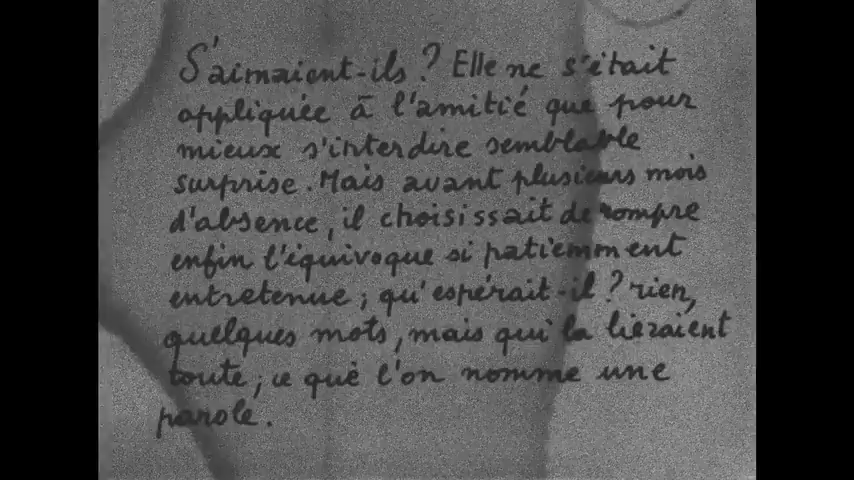 S'aimaient-ils ? Elle ne s'était
appliquée à l'amitié que pour
mieux s'interdire semblable
surprise. Mais avant plusieurs mois
d'absence, il choisissait de rompre
enfin l'équivoque si patiemment
entretenue ; qu'espérait-il ? rien,
quelques mots, mais qui la lieraient
toute ; ce que l'on nomme une
parole.